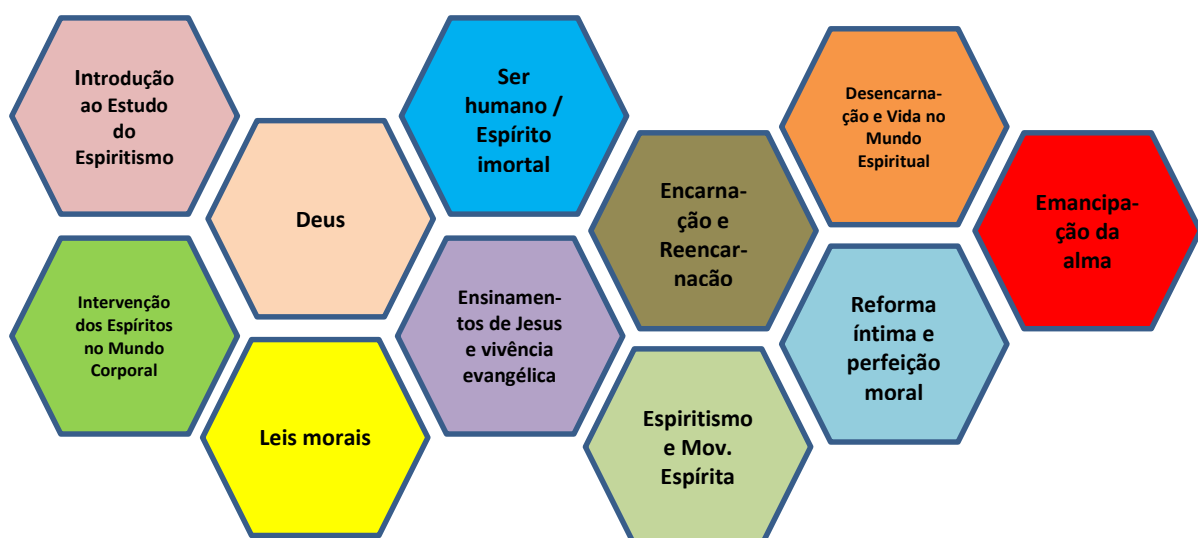 Introdução
ao Estudo
do
Espiritismo
Deus
Ser
humano /
Espírito
imortal
Encarna-
ção e
Reencar-
nacão
Desencarna-
ção e Vida no
Mundo
Espiritual
Emancipa-
ção da
alma
Intervenção
dos Espíritos
no Mundo
Corporal
Leis morais
Ensinamen-
tos de Jesus
e vivência
evangélica
Espiritismo
e Mov.
Espírita
Reforma
íntima e
perfeição
moral